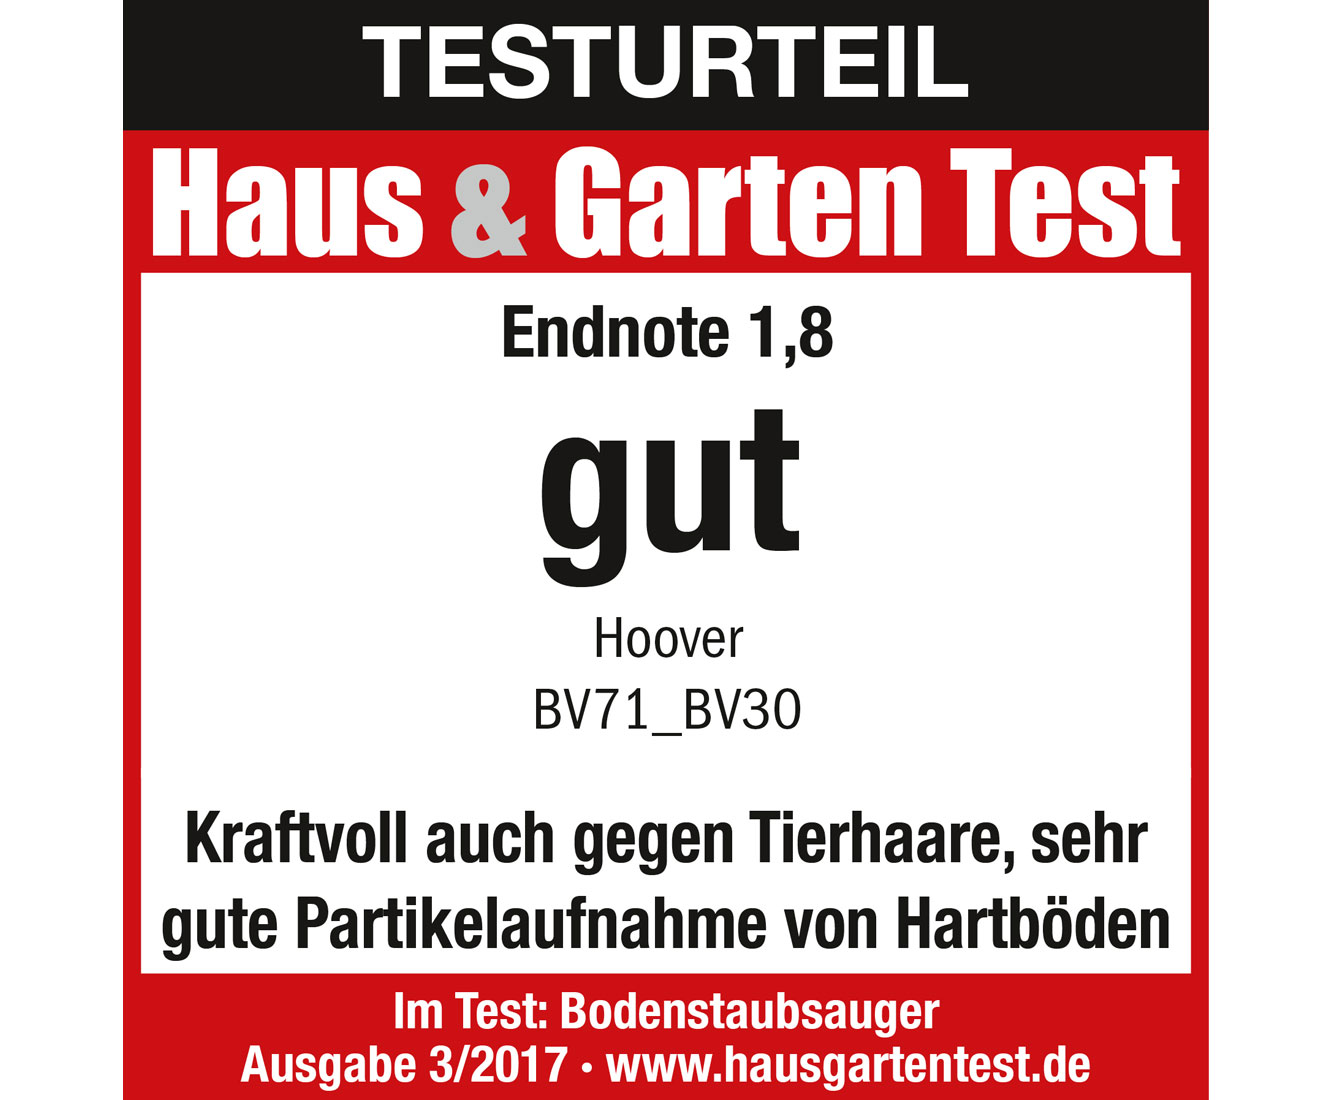 TESTURTEIL
Haus & Garten Test
Endnote 1,8
gut
Hoover
BV71_BV30
Kraftvoll auch gegen Tierhaare, sehr
gute Partikelaufnahme von Hartböden
Im Test: Bodenstaubsauger
Ausgabe 3/2017 • www.hausgartentest.de